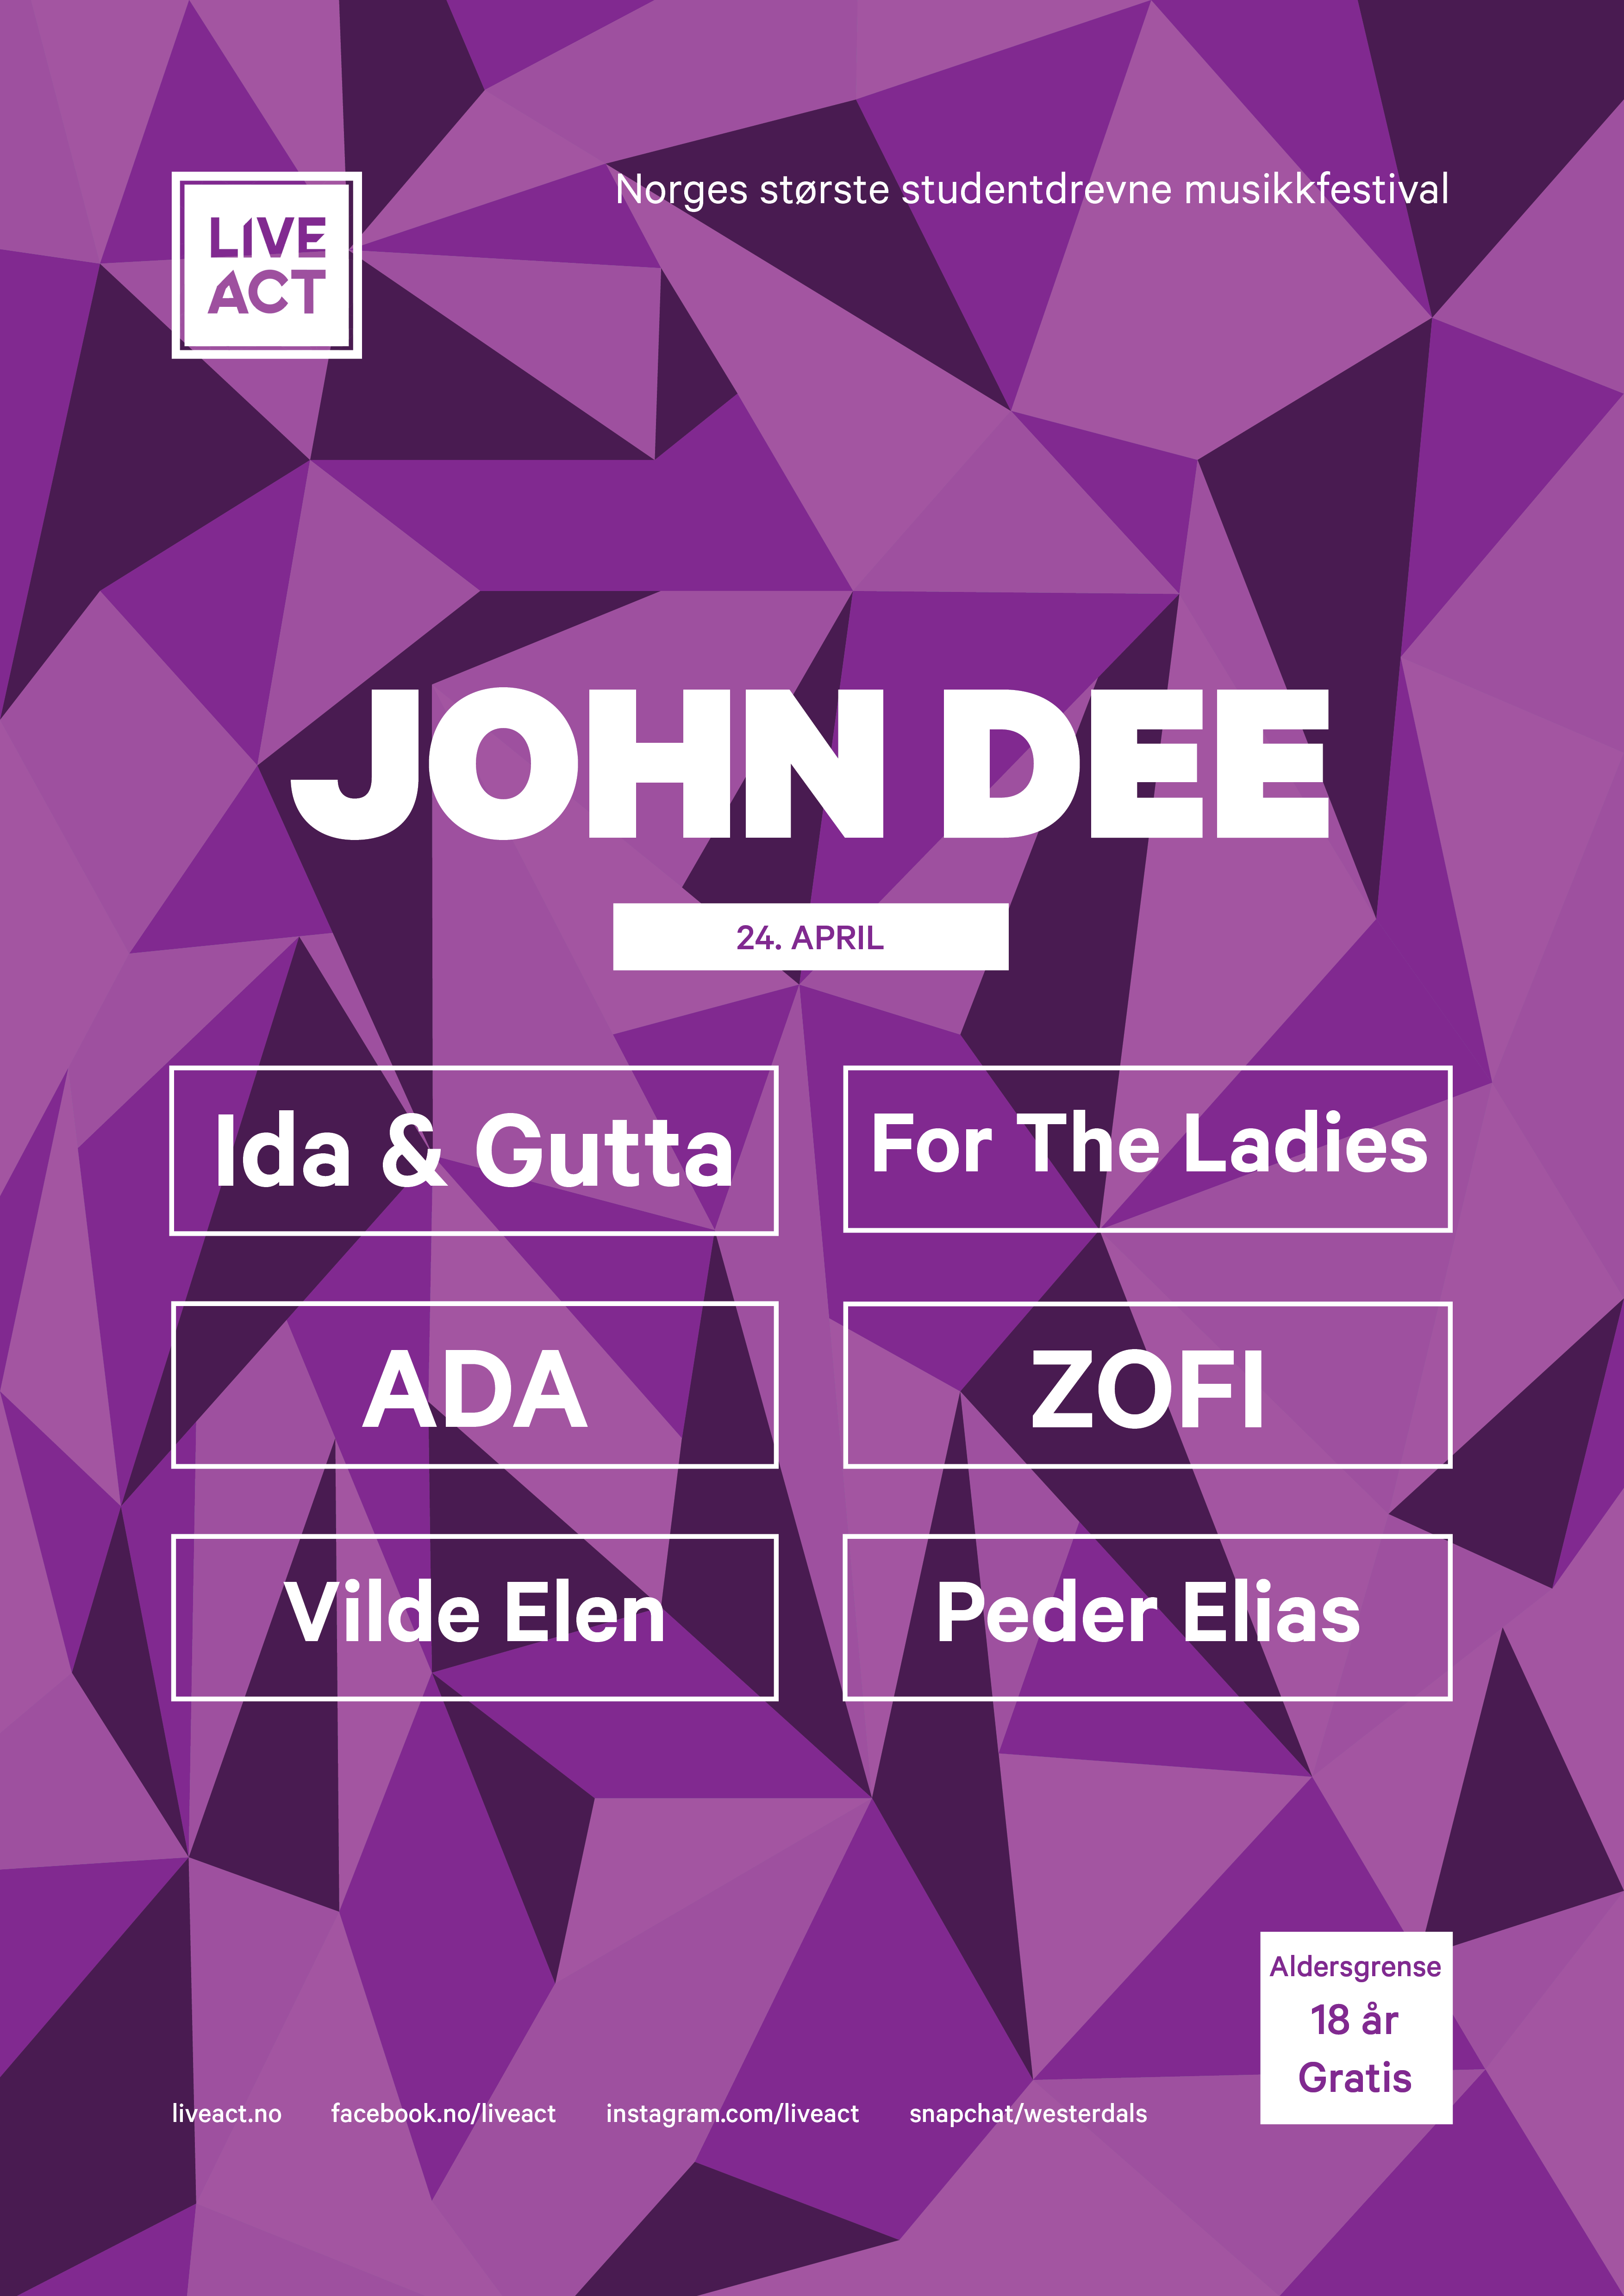 LIVE
ACT
Norges største studentdrevne musikkfestival
JOHN DEE
24. APRIL
Ida & Gutta
For The Ladies
ADA
ZOFI
Vilde Elen
Peder Elias
Aldersgrense
18 år
Gratis
liveact.no facebook.no/liveact instagram.com/liveact snapchat/westerdals